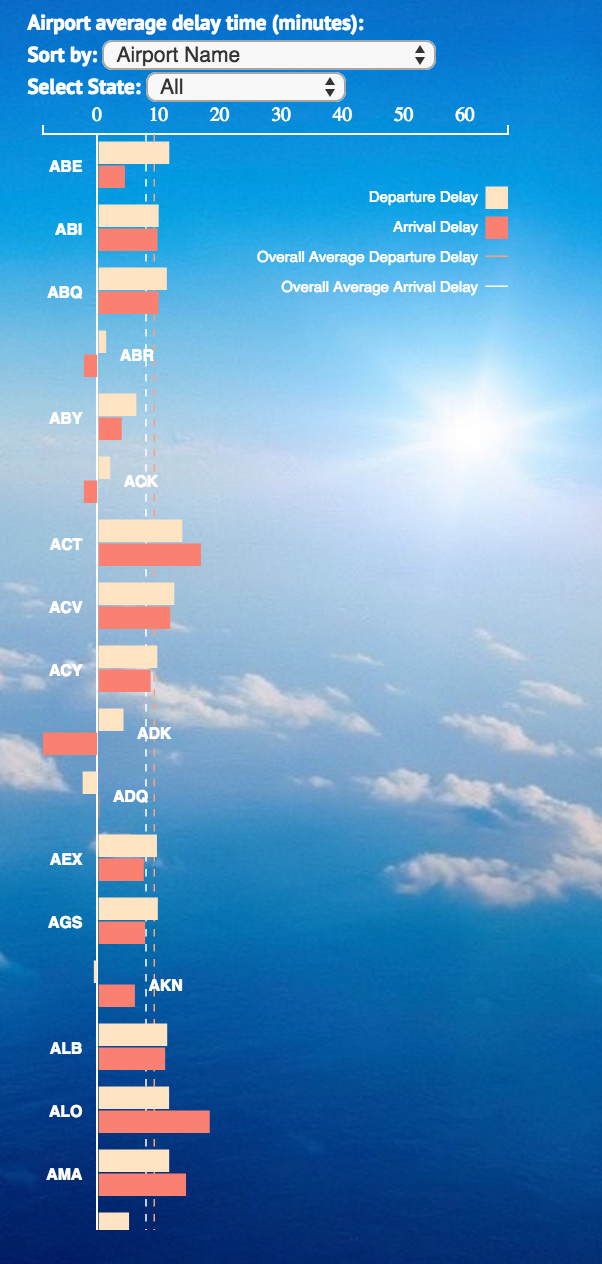 Airport average delay time (minutes):
Sort by: Airport Name
Select State: All
0 10 20 30 40 50 60
ABE
Departure Delay
Arrival Delay
ABI
Overall Average Departure Delay
Overall Average Arrival Delay
ABQ
ABR
ABY
ACK
ACT
ACV
ACY
ADK
ADQ
AEX
AGS
AKN
ALB
ALO
AMA